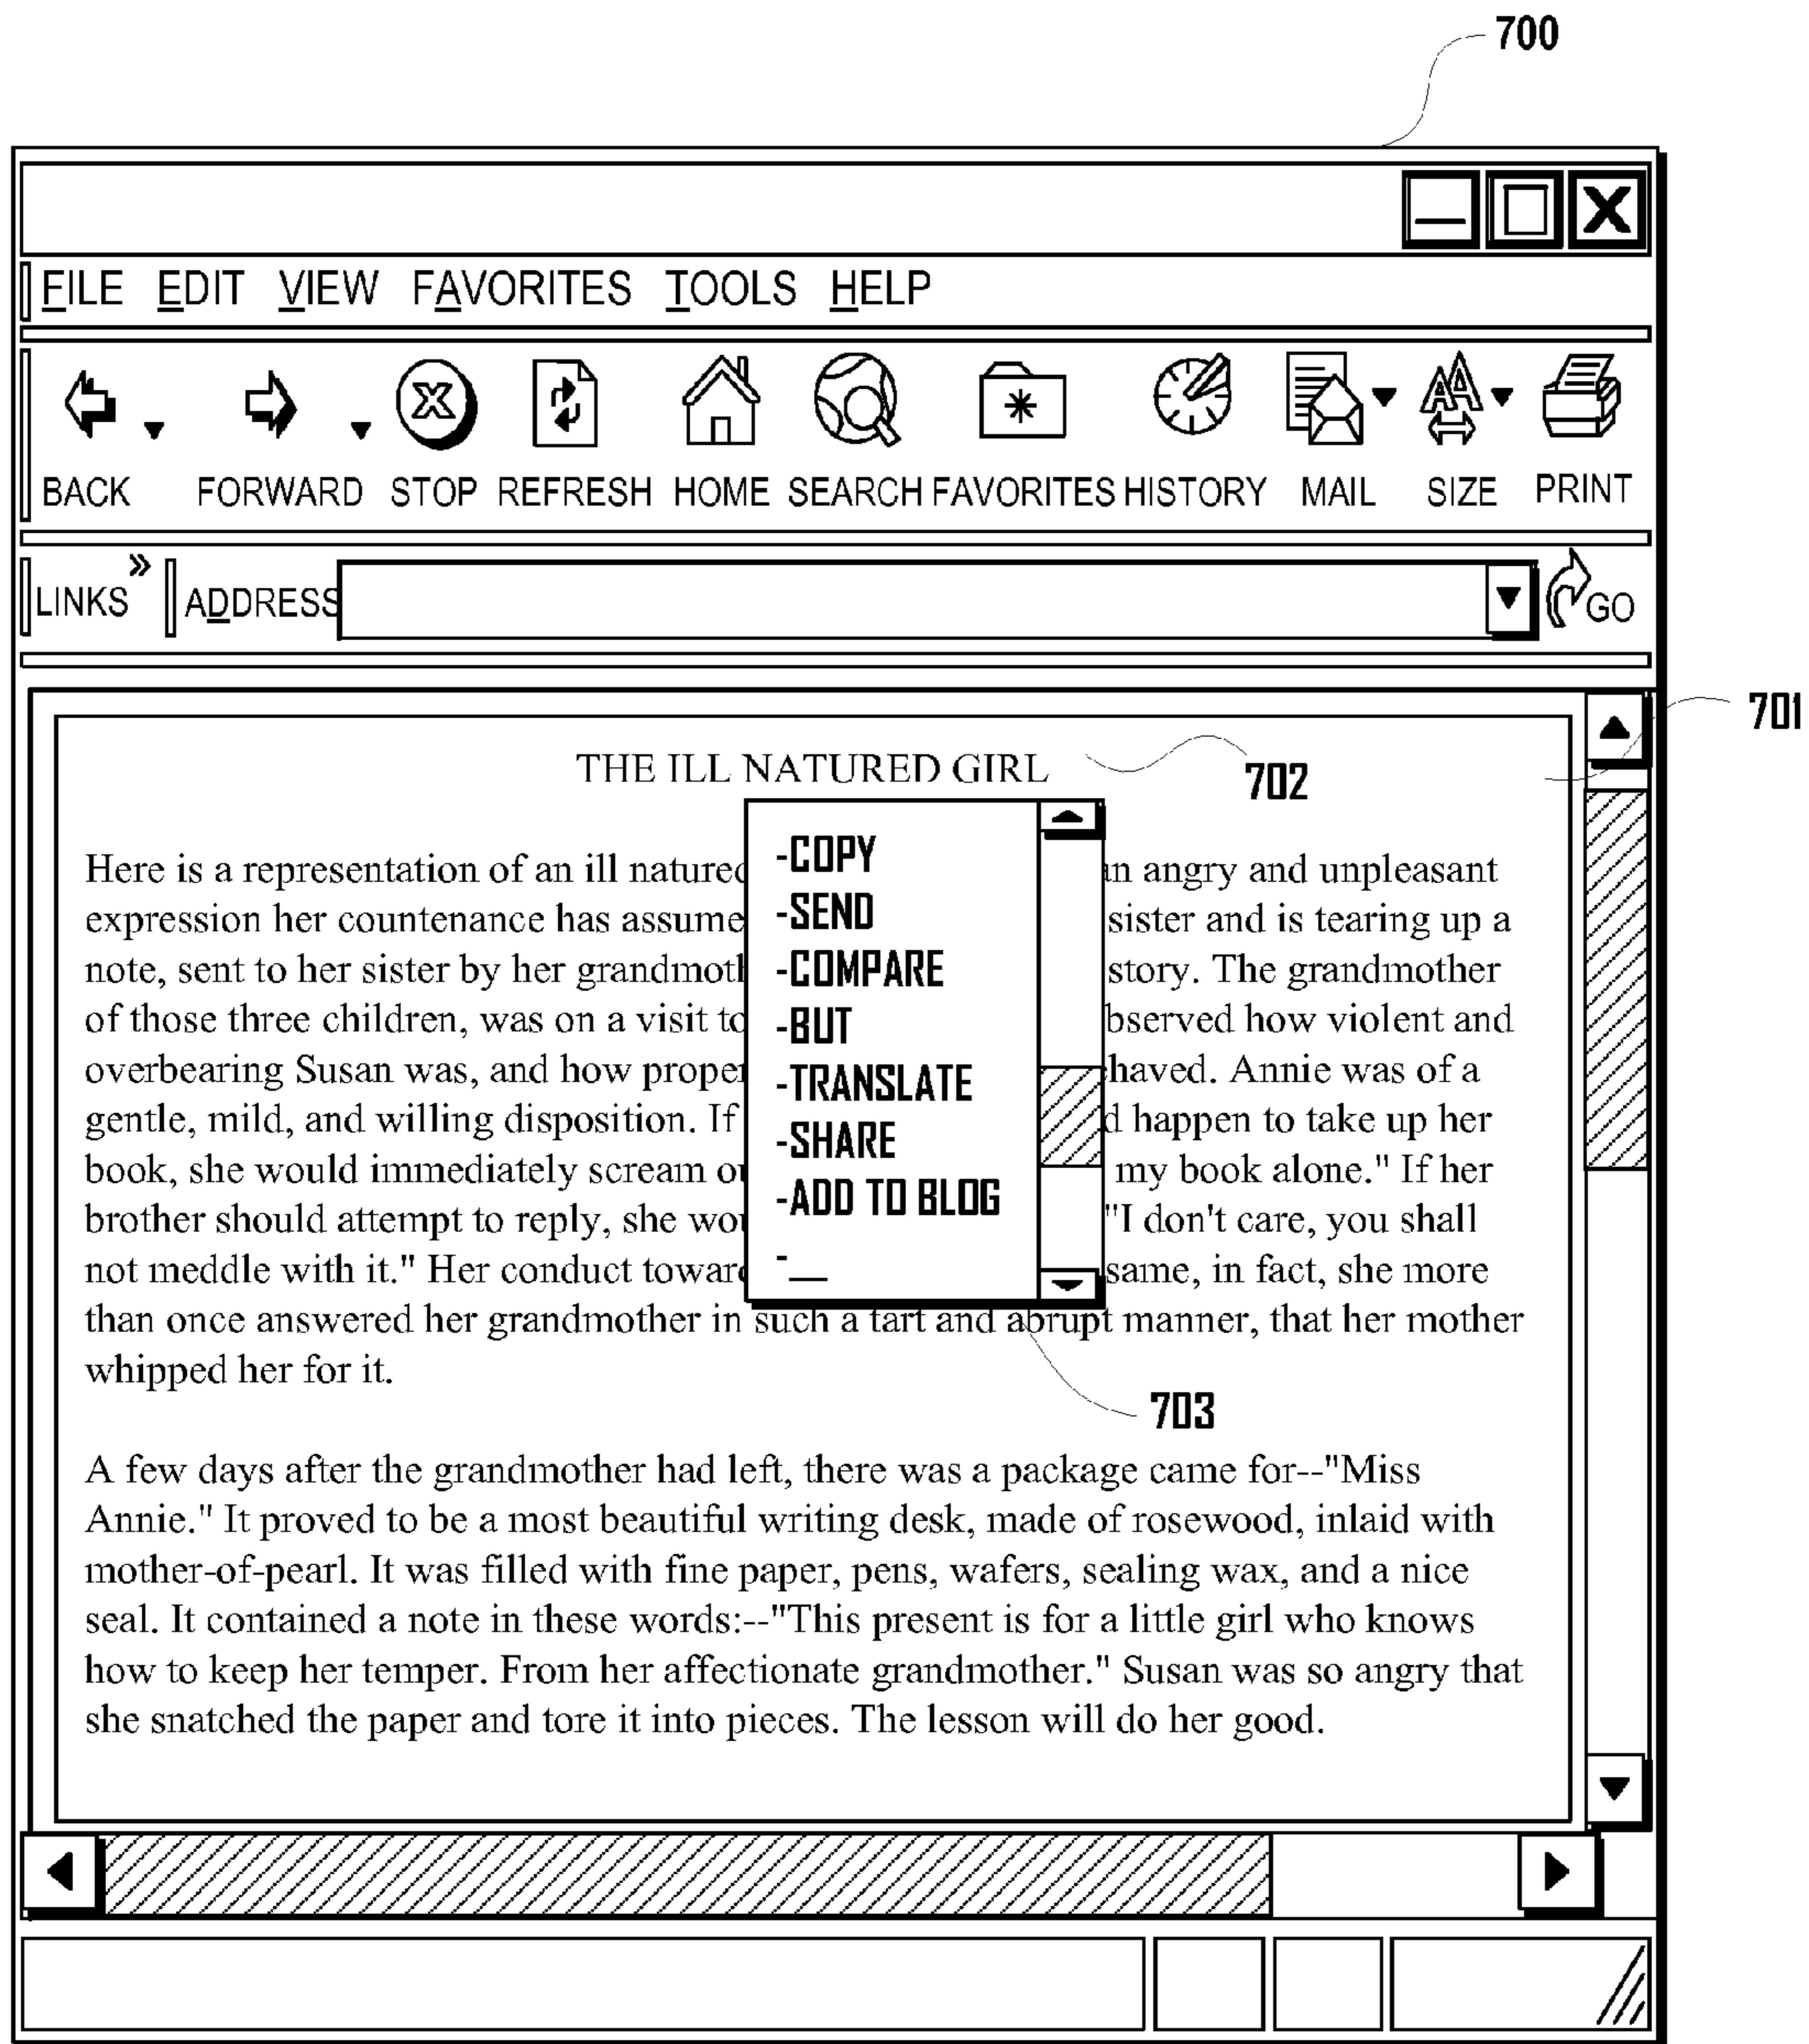 700
FILE EDIT VIEW FAVORITES TOOLS HELP
BACK FORWARD STOP REFRESH HOME SEARCH FAVORITES HISTORY MAIL SIZE PRINT
LINKS » ADDRESS GO
701
THE ILL NATURED GIRL
702
Here is a representation of an ill natured an angry and unpleasant
expression her countenance has assume sister and is tearing up a
note, sent to her sister by her grandmoth story. The grandmother
of those three children, was on a visit to bserved how violent and
overbearing Susan was, and how proper haved. Annie was of a
gentle, mild, and willing disposition. If d happen to take up her
book, she would immediately scream ou my book alone." If her
brother should attempt to reply, she wou "I don't care, you shall
not meddle with it." Her conduct toward same, in fact, she more
than once answered her grandmother in such a tart and abrupt manner, that her mother
whipped her for it.
-COPY
-SEND
-COMPARE
-BUT
-TRANSLATE
-SHARE
-ADD TO BLOG
-__
703
A few days after the grandmother had left, there was a package came for--"Miss
Annie." It proved to be a most beautiful writing desk, made of rosewood, inlaid with
mother-of-pearl. It was filled with fine paper, pens, wafers, sealing wax, and a nice
seal. It contained a note in these words:--"This present is for a little girl who knows
how to keep her temper. From her affectionate grandmother." Susan was so angry that
she snatched the paper and tore it into pieces. The lesson will do her good.